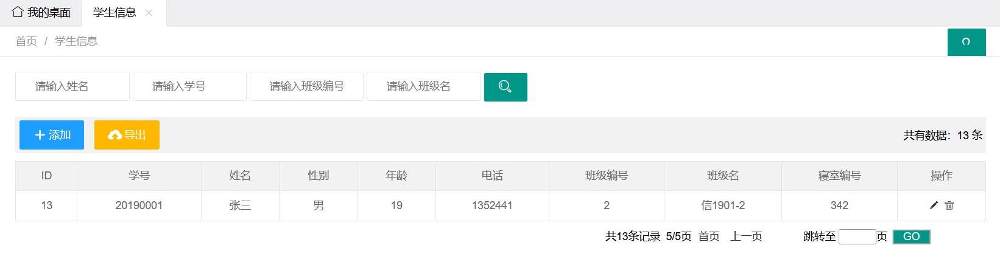 我的桌面 学生信息
首页 / 学生信息
请输入姓名 请输入学号 请输入班级编号 请输入班级名
添加 导出 共有数据：13 条
ID 学号 姓名 性别 年龄 电话 班级编号 班级名 寝室编号 操作
13 20190001 张三 男 19 1352441 2 信1901-2 342
共13条记录 5/5页 首页 上一页 跳转至 页 GO